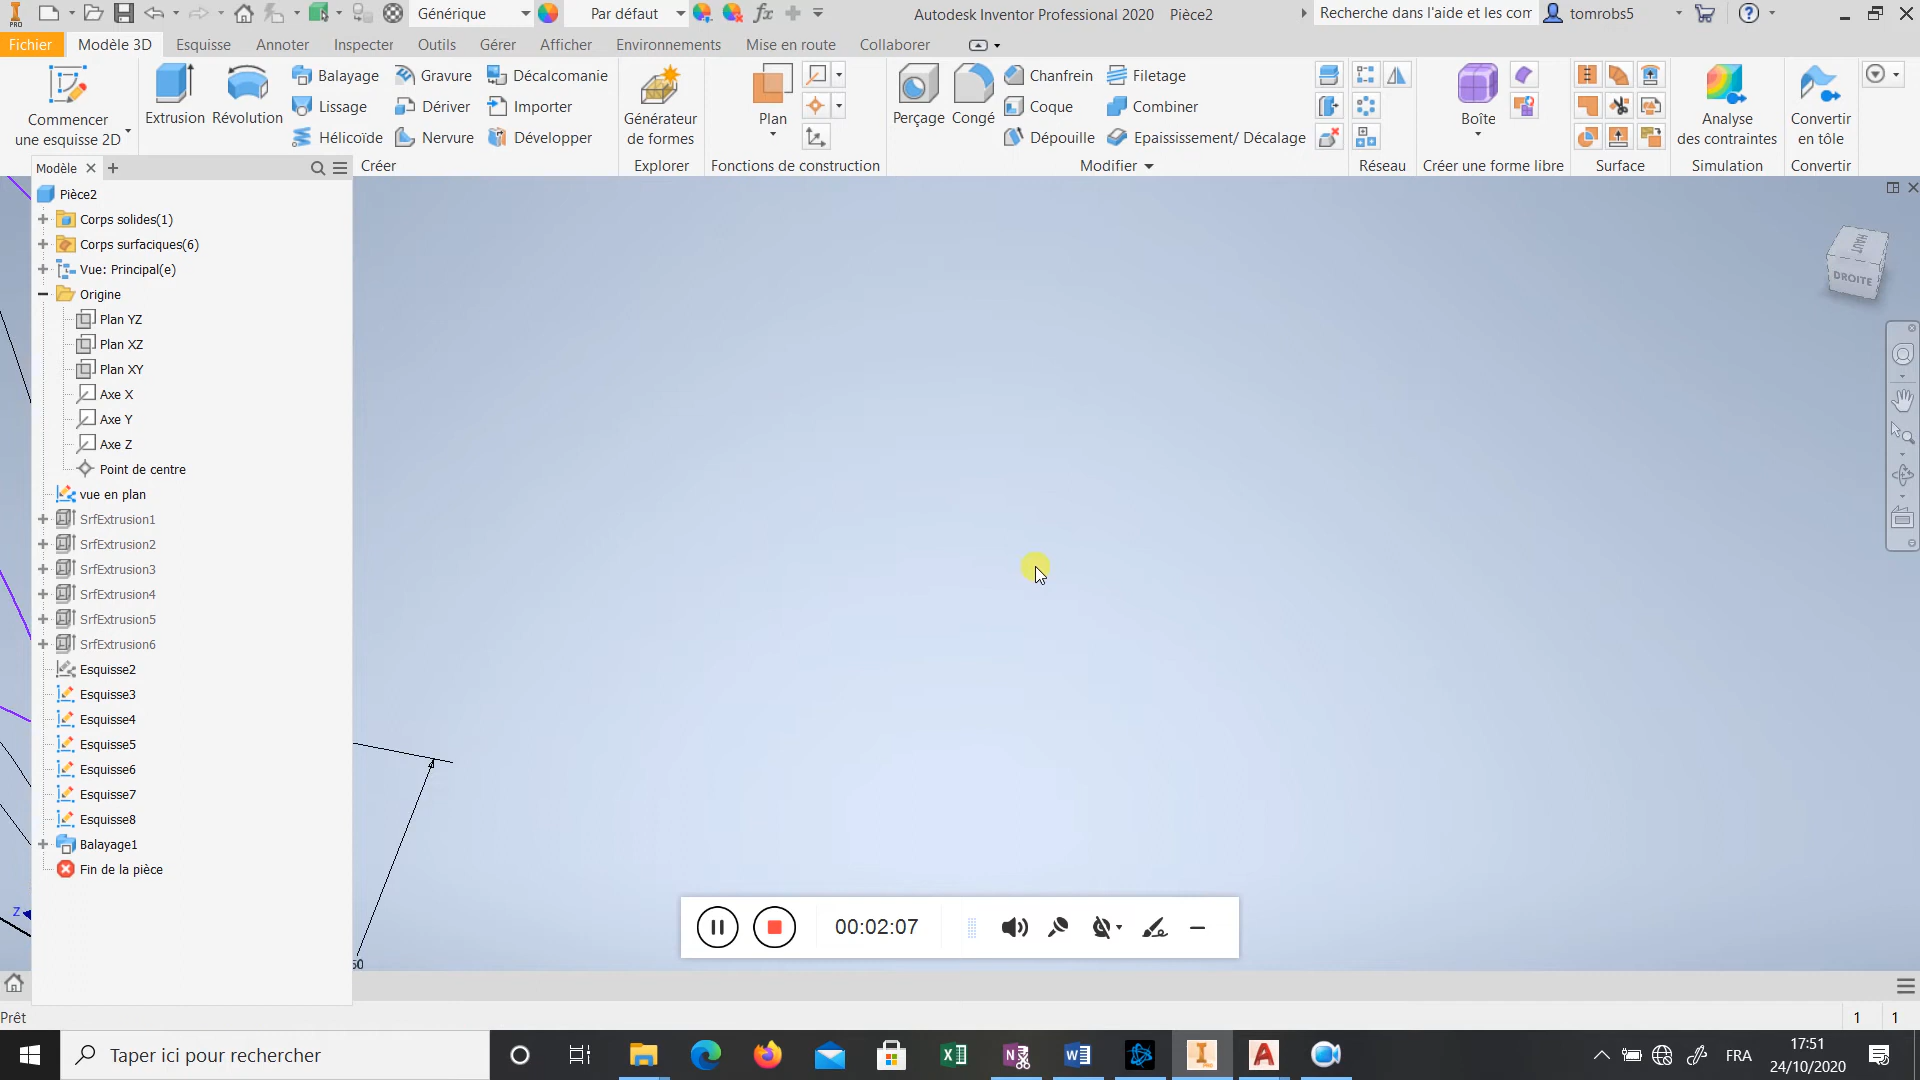 PRO
Générique
Par défaut
Autodesk Inventor Professional 2020 Pièce2
Recherche dans l'aide et les com
tomrobs5
Fichier Modèle 3D Esquisse Annoter Inspecter Outils Gérer Afficher Environnements Mise en route Collaborer
Commencer
une esquisse 2D
Extrusion Révolution
Balayage Gravure Décalcomanie
Lissage Dériver Importer
Hélicoïde Nervure Développer
Générateur
de formes
Plan
Perçage Congé
Chanfrein Filetage
Coque Combiner
Dépouille Epaississement/ Décalage
Boîte
Analyse
des contraintes
Convertir
en tôle
Créer Explorer Fonctions de construction Modifier Réseau Créer une forme libre Surface Simulation Convertir
Modèle
Pièce2
Corps solides(1)
Corps surfaciques(6)
Vue: Principal(e)
Origine
Plan YZ
Plan XZ
Plan XY
Axe X
Axe Y
Axe Z
Point de centre
vue en plan
SrfExtrusion1
SrfExtrusion2
SrfExtrusion3
SrfExtrusion4
SrfExtrusion5
SrfExtrusion6
Esquisse2
Esquisse3
Esquisse4
Esquisse5
Esquisse6
Esquisse7
Esquisse8
Balayage1
Fin de la pièce
HAUT
DROITE
Z
50
00:02:07
Prêt
1 1
Taper ici pour rechercher
FRA
17:51
24/10/2020